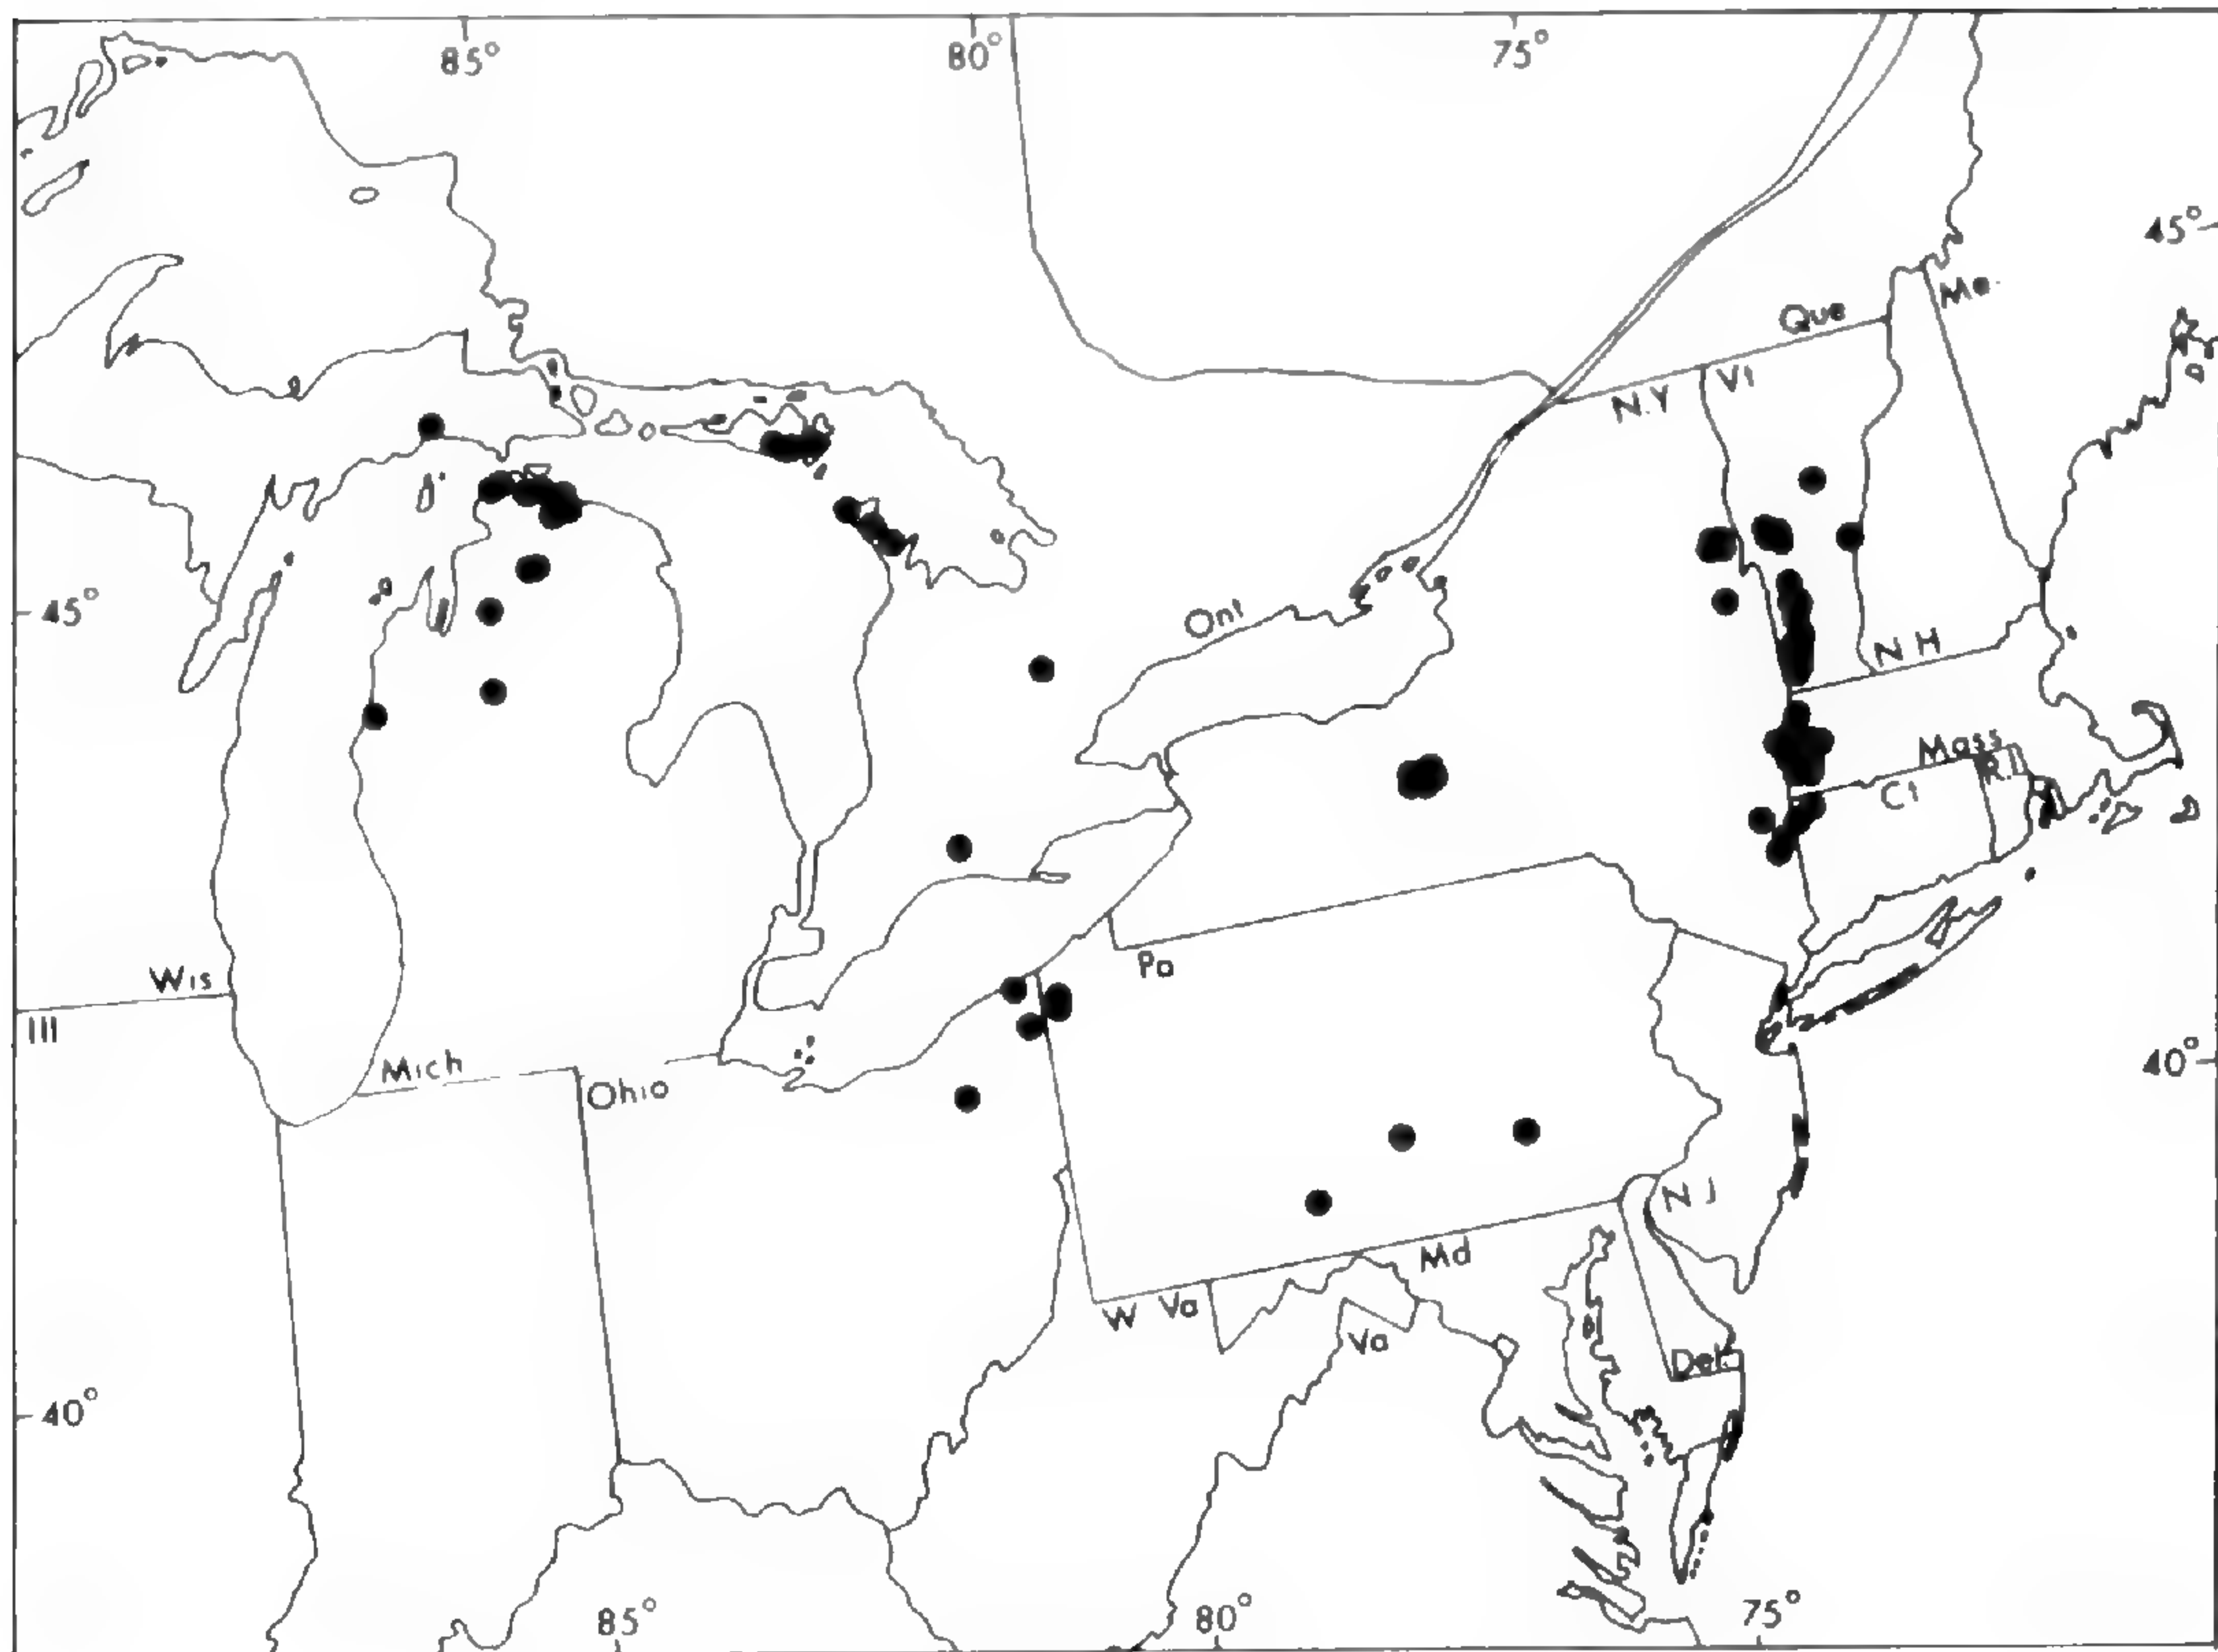 85°
80°
75°
45°
Me.
Que
Vt
N.Y
45°
Ont
N H
Mass
R.I.
Ct
Wis
Pa
Ill
Mich
Ohio
40°
N J
Md
W Va
Va
Del.
40°
85°
80°
75°